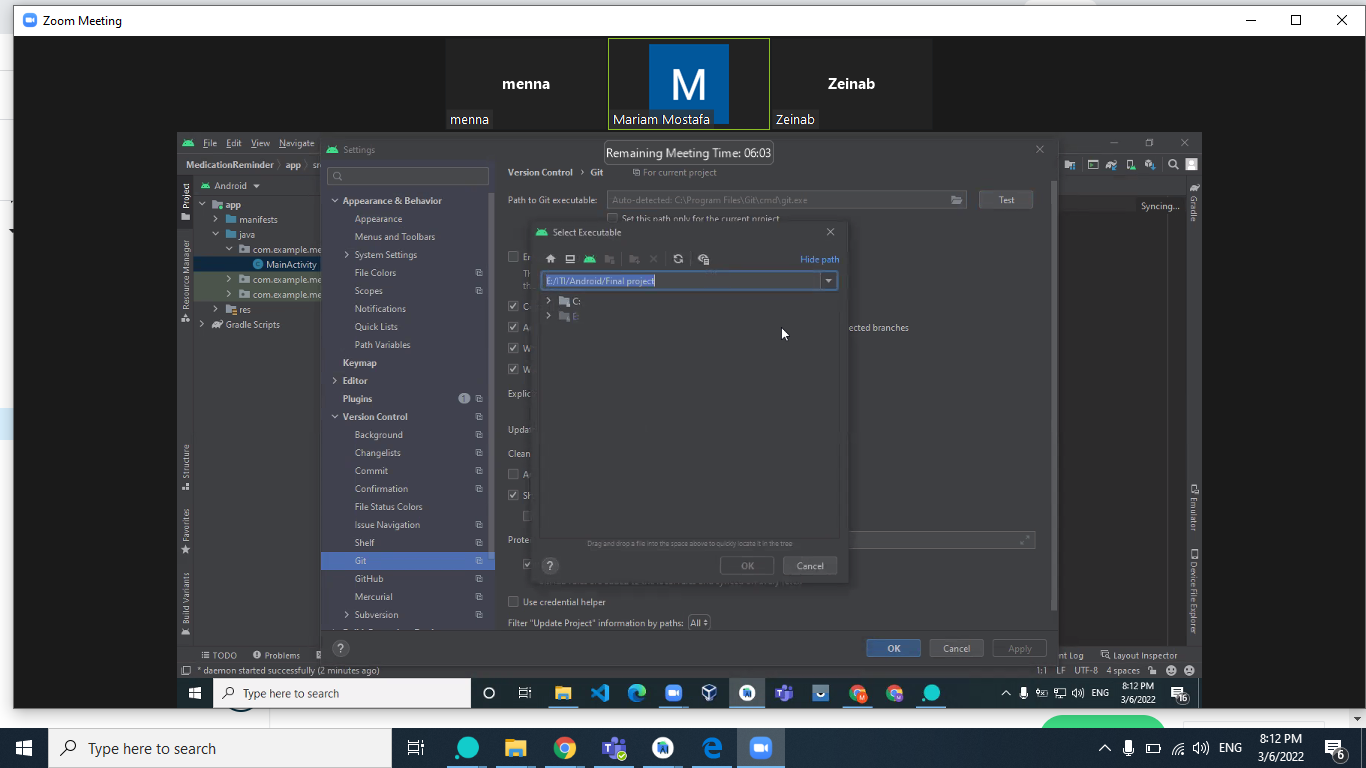 Zoom Meeting
menna
M
Zeinab
menna
Mariam Mostafa
Zeinab
File Edit View Navigate
Settings
Remaining Meeting Time: 06:03
MedicationReminder app
Version Control › Git
For current project
Android
Path to Git executable:
Auto-detected: C:\Program Files\Git\cmd\git.exe
Test
Syncing...
Project
Resource Manager
Structure
Favorites
Build Variants
Gradle
Emulator
Device File Explorer
app
manifests
java
com.example.me
MainActivity
com.example.me
com.example.me
res
Gradle Scripts
Appearance & Behavior
Appearance
Menus and Tobars
System Settings
File Colors
Scopes
Notifications
Quick Lists
Path Variables
Keymap
Editor
Plugins
1
Version Control
Background
Changelists
Commit
Confirmation
File Status Colors
Issue Navigation
Shelf
Git
GitHub
Mercurial
Subversion
Set this path only for the current project
Select Executable
Hide path
E:/ITI/Android/Final project
C:
E:
ected branches
Explic
Updat
Clean
Prote
Drag and drop a file into the space above to quickly locate it in the tree
?
OK
Cancel
Use credential helper
Filter "Update Project" information by paths: All
?
OK
Cancel
Apply
TODO
Problems
nt Log
Layout Inspector
* daemon started successfully (2 minutes ago)
1:1 LF UTF-8 4 spaces
Type here to search
ENG
8:12 PM
3/6/2022
16
Type here to search
ENG
8:12 PM
3/6/2022
6